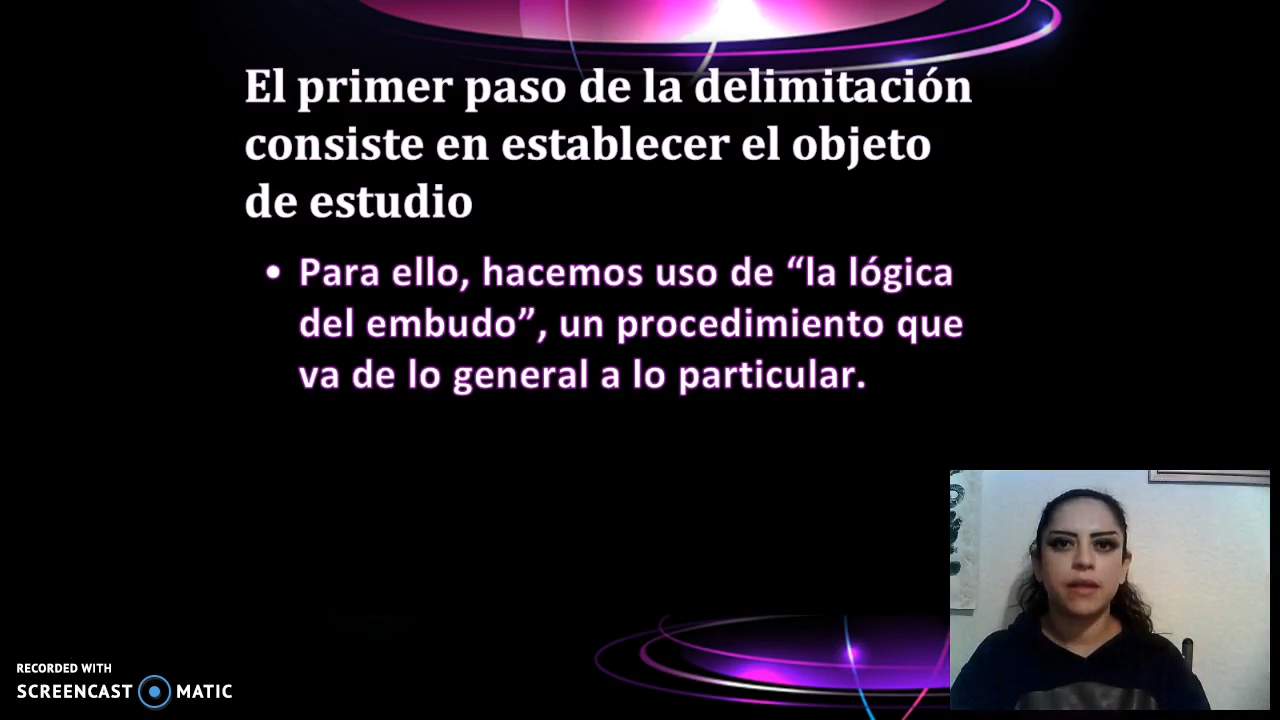 El primer paso de la delimitación
consiste en establecer el objeto
de estudio
• Para ello, hacemos uso de “la lógica
del embudo”, un procedimiento que
va de lo general a lo particular.
RECORDED WITH
SCREENCAST MATIC